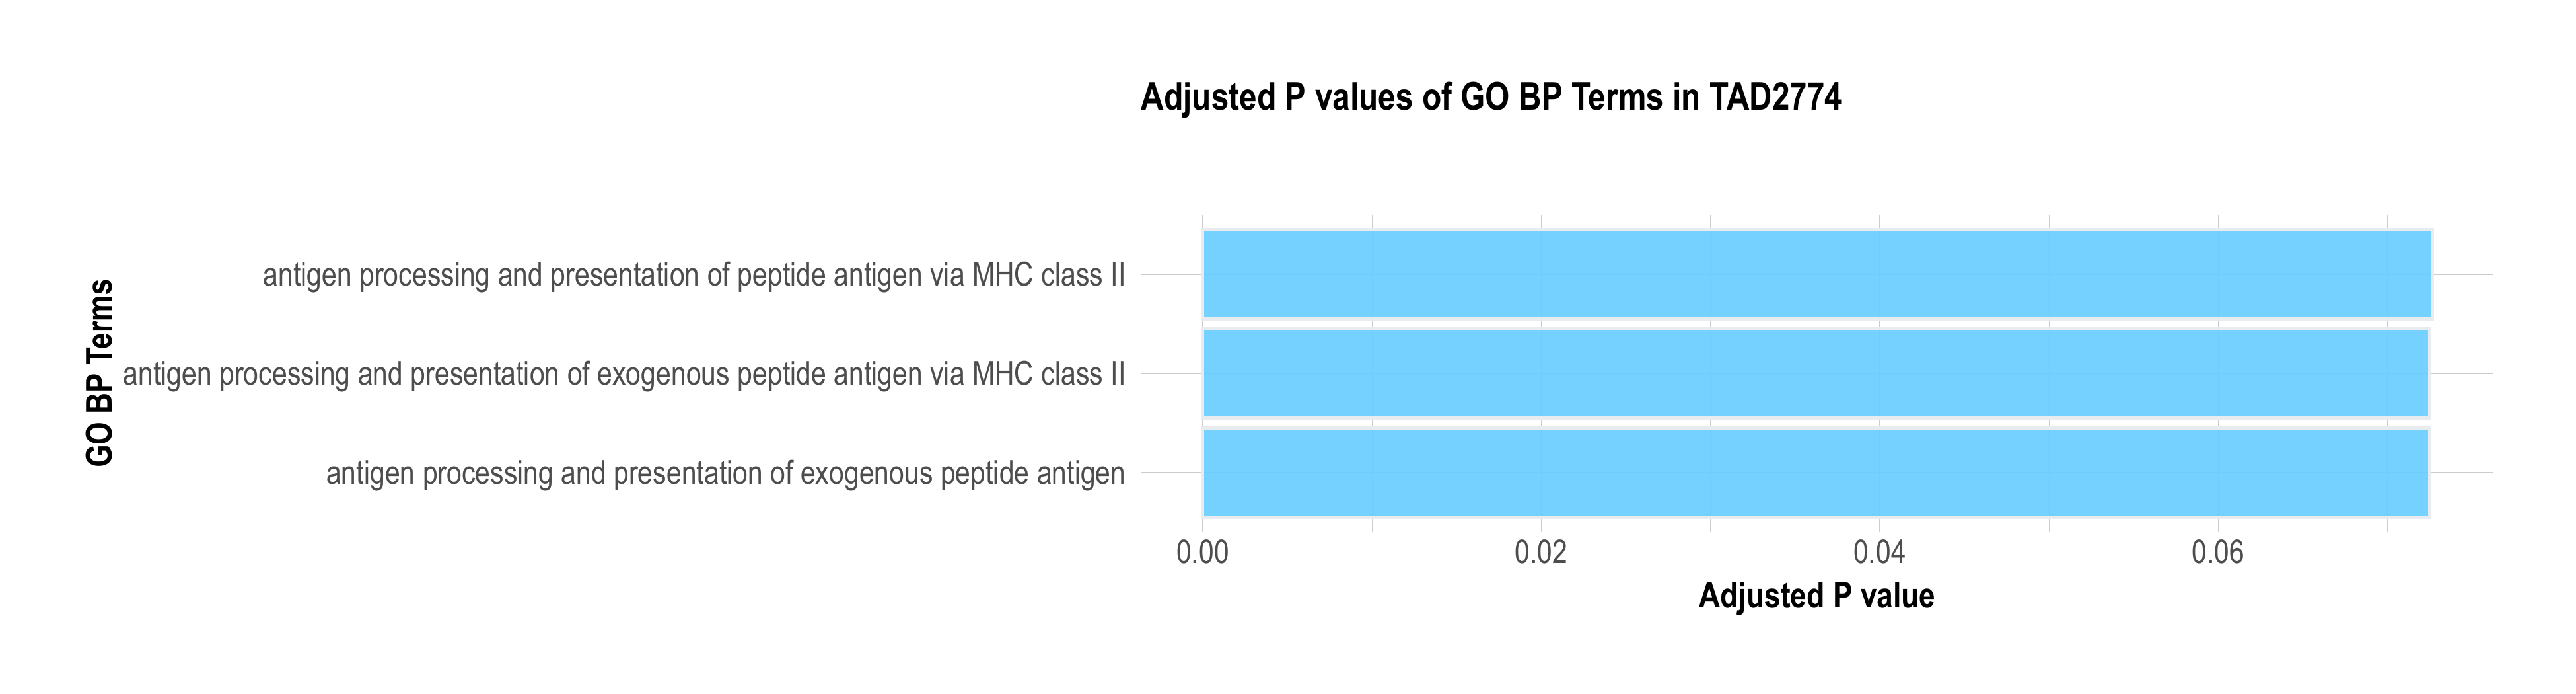 Adjusted P values of GO BP Terms in TAD2774
GO BP Terms
antigen processing and presentation of peptide antigen via MHC class II
antigen processing and presentation of exogenous peptide antigen via MHC class II
antigen processing and presentation of exogenous peptide antigen
0.00 0.02 0.04 0.06
Adjusted P value